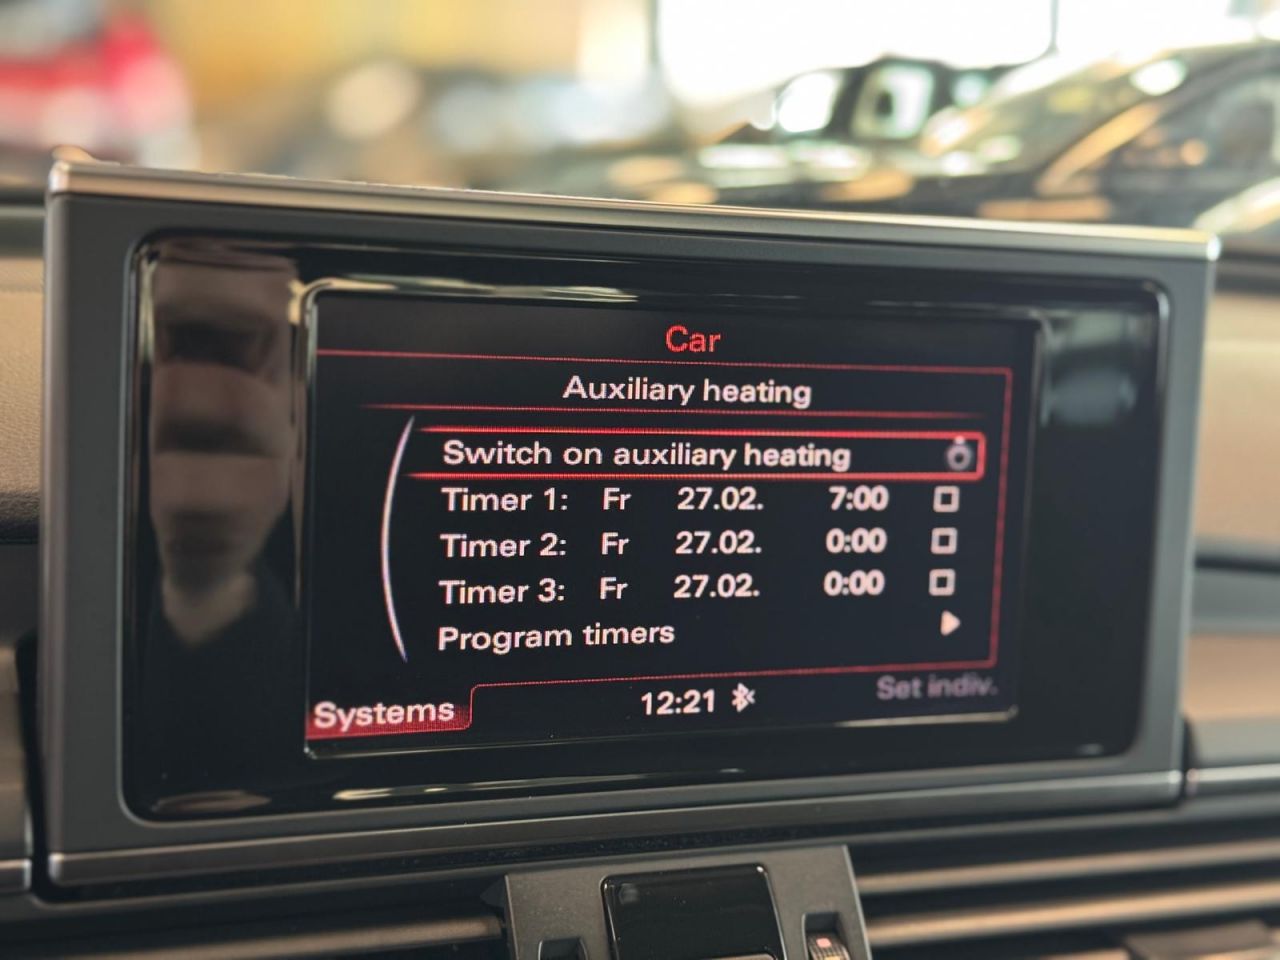 Car
Auxiliary heating
Switch on auxiliary heating
Timer 1: Fr 27.02. 7:00
Timer 2: Fr 27.02. 0:00
Timer 3: Fr 27.02. 0:00
Program timers
Systems 12:21 Set indiv.